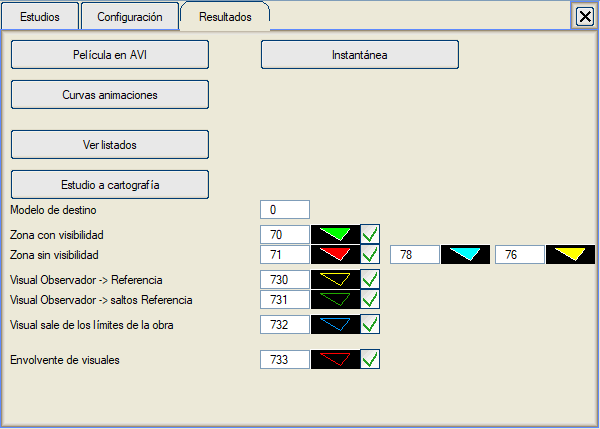 Estudios Configuración Resultados
Película en AVI Instantánea
Curvas animaciones
Ver listados
Estudio a cartografía
Modelo de destino 0
Zona con visibilidad 70
Zona sin visibilidad 71 78 76
Visual Observador -> Referencia 730
Visual Observador -> saltos Referencia 731
Visual sale de los límites de la obra 732
Envolvente de visuales 733